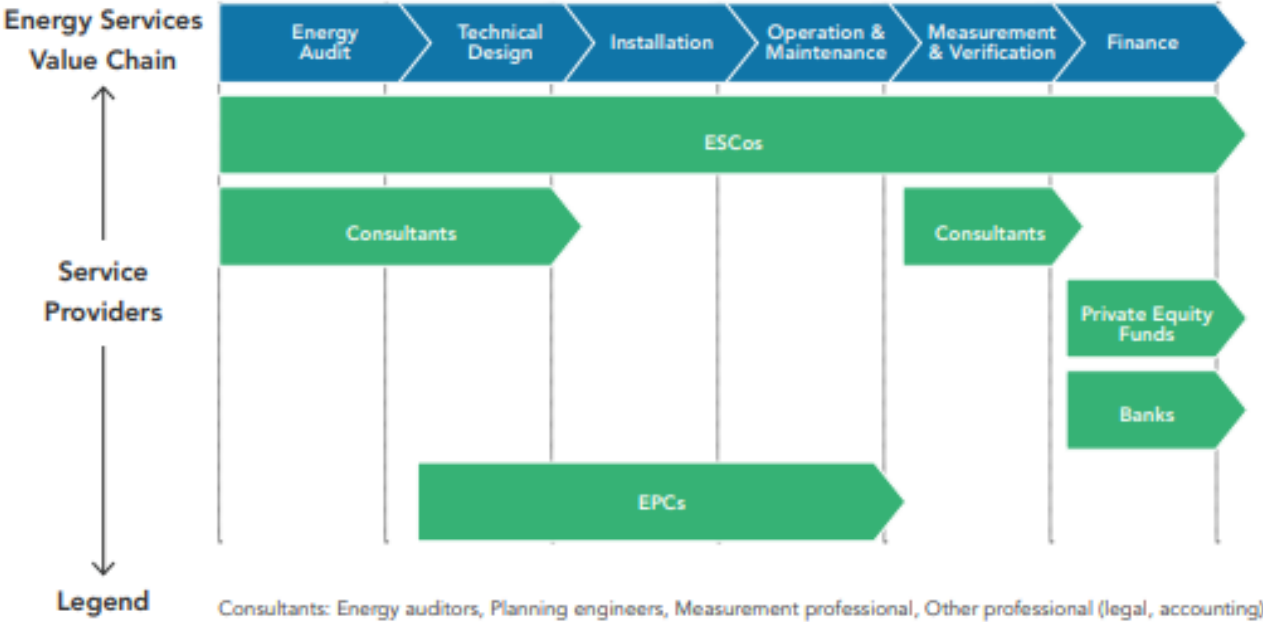 Energy Services
Value Chain
Energy
Audit
Technical
Design
Installation
Operation &
Maintenance
Measurement
& Verification
Finance
ESCos
Consultants
Consultants
Service
Providers
Private Equity
Funds
Banks
EPCs
Legend
Consultants: Energy auditors, Planning engineers, Measurement professional, Other professional (legal, accounting)